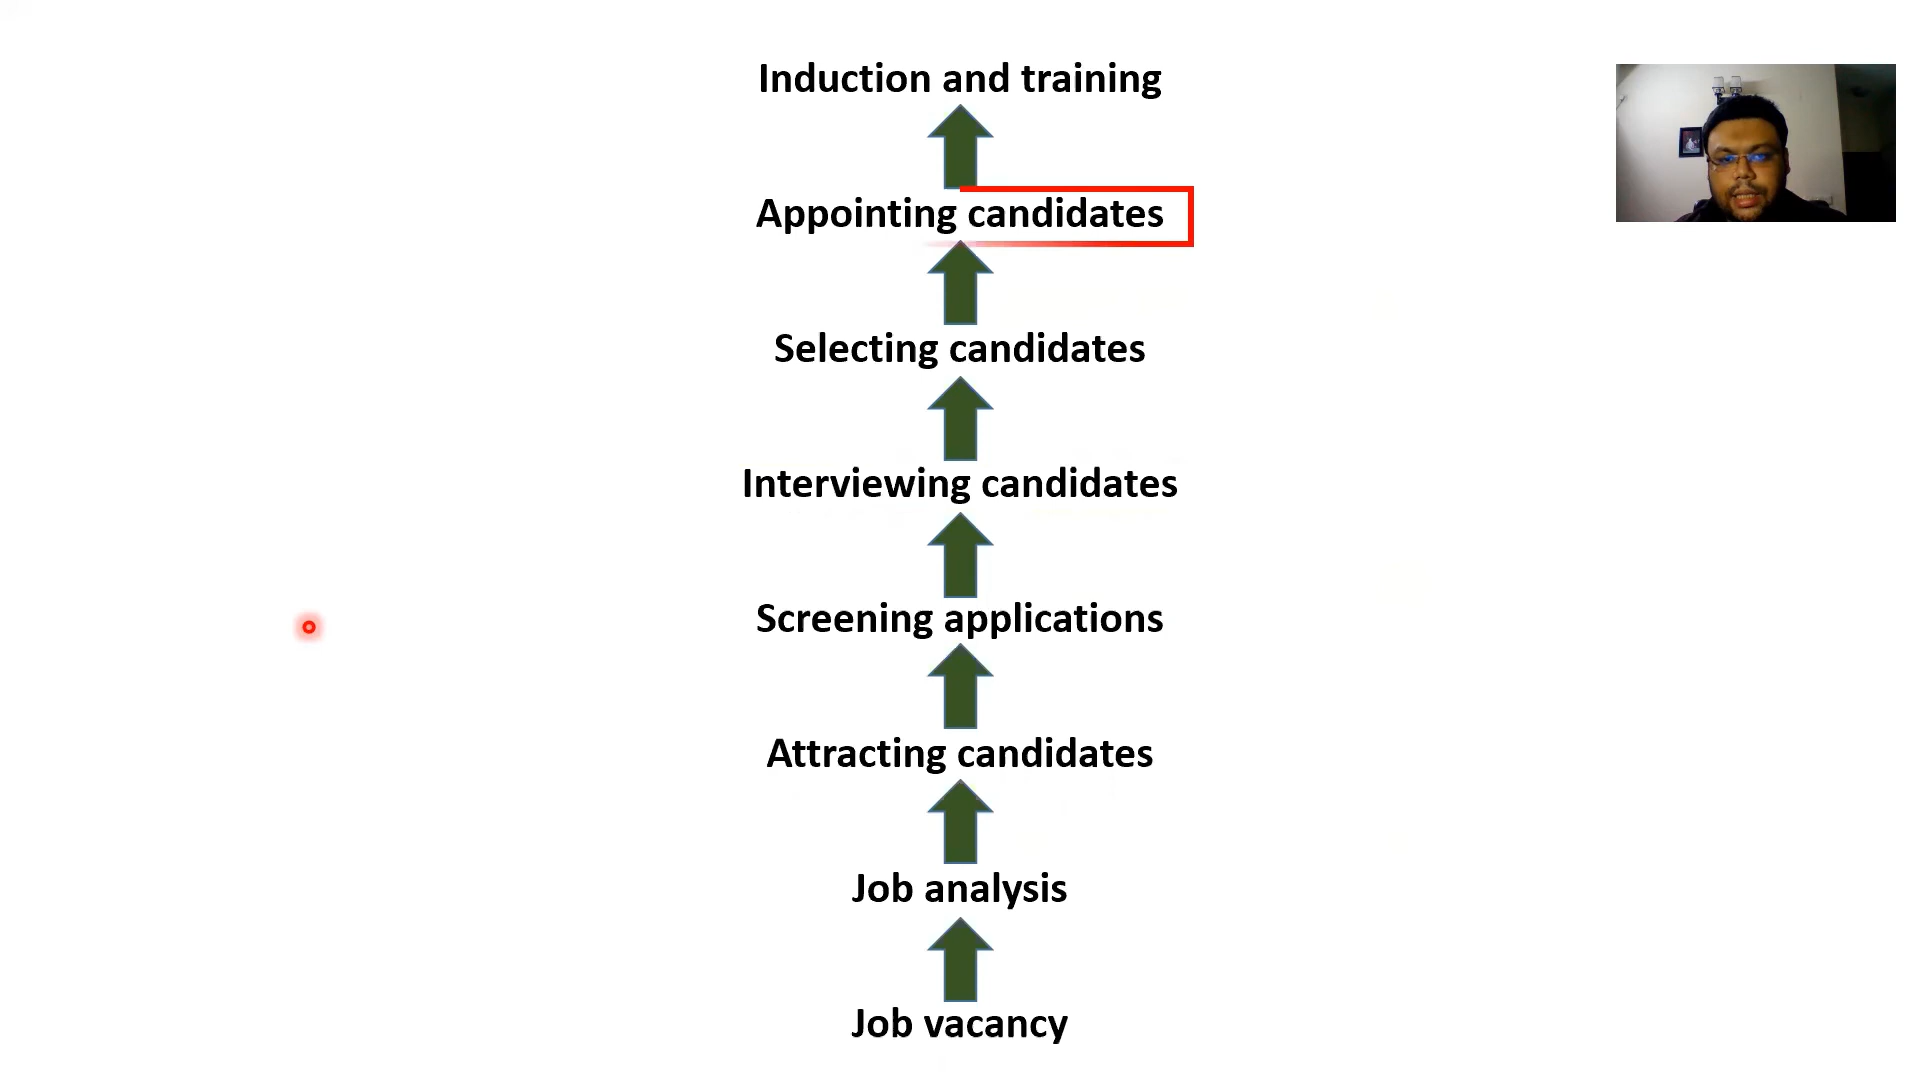 Induction and training
Appointing candidates
Selecting candidates
Interviewing candidates
Screening applications
Attracting candidates
Job analysis
Job vacancy